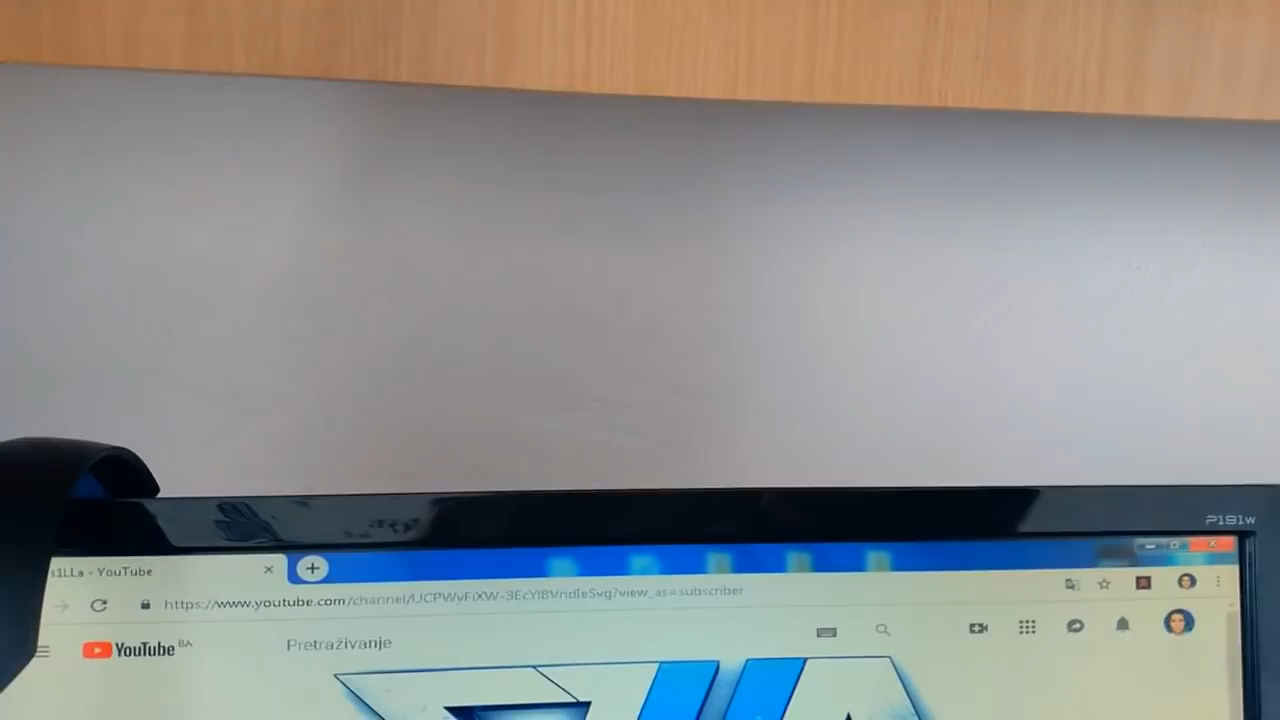 P191w
s1LLa - YouTube
https://www.youtube.com/channel/UCPWyFiXW-3EcYl8VndIeSvg?view_as=subscriber
YouTube BA
Pretraživanje